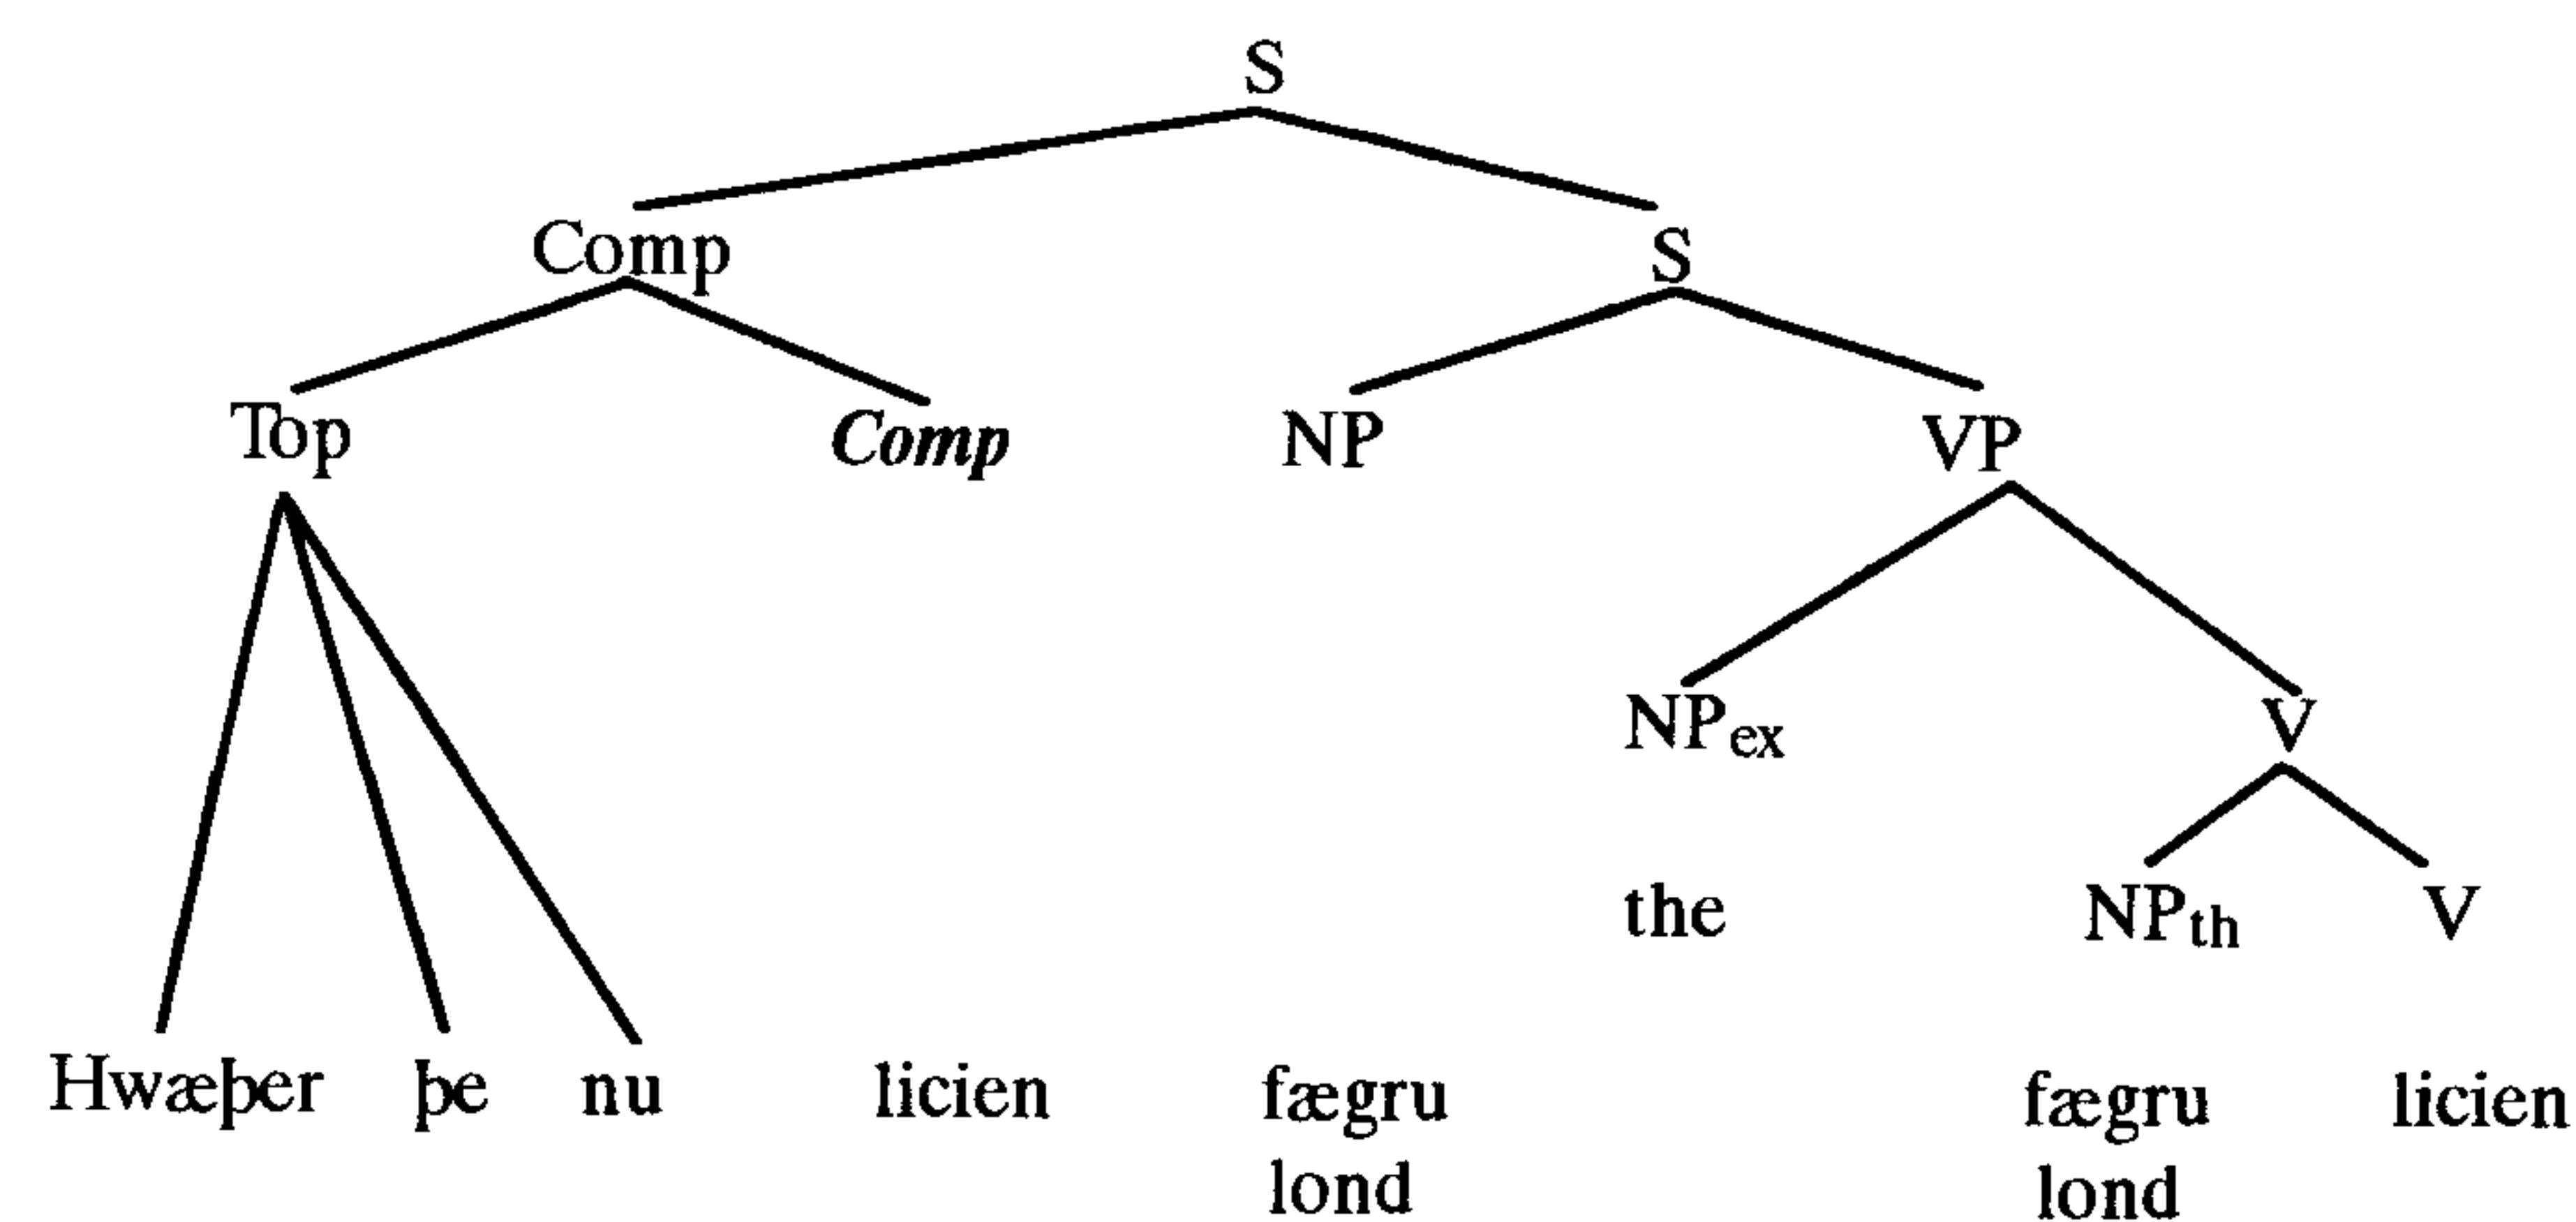 S
Comp S
Top Comp NP VP
NPex V
the NPth V
Hwæþer þe nu licien fægru fægru licien
lond lond